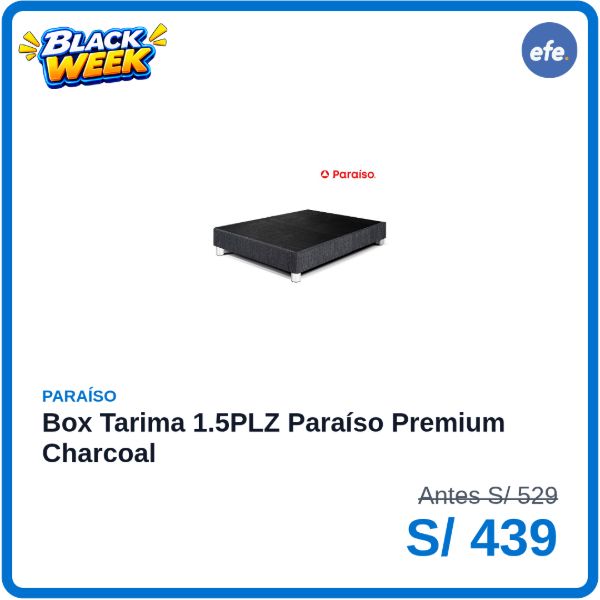 BLACK
WEEK
efe.
Paraíso.
PARAÍSO
Box Tarima 1.5PLZ Paraíso Premium
Charcoal
Antes S/ 529
S/ 439